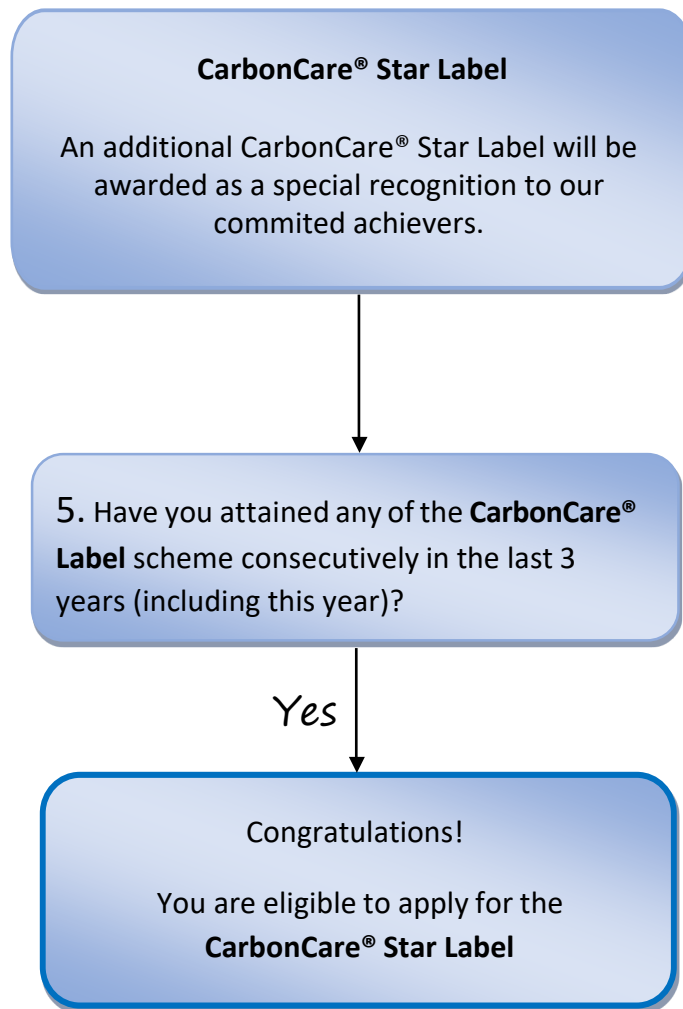 CarbonCare® Star Label
An additional CarbonCare® Star Label will be
awarded as a special recognition to our
commited achievers.
5. Have you attained any of the CarbonCare®
Label scheme consecutively in the last 3
years (including this year)?
Yes
Congratulations!
You are eligible to apply for the
CarbonCare® Star Label